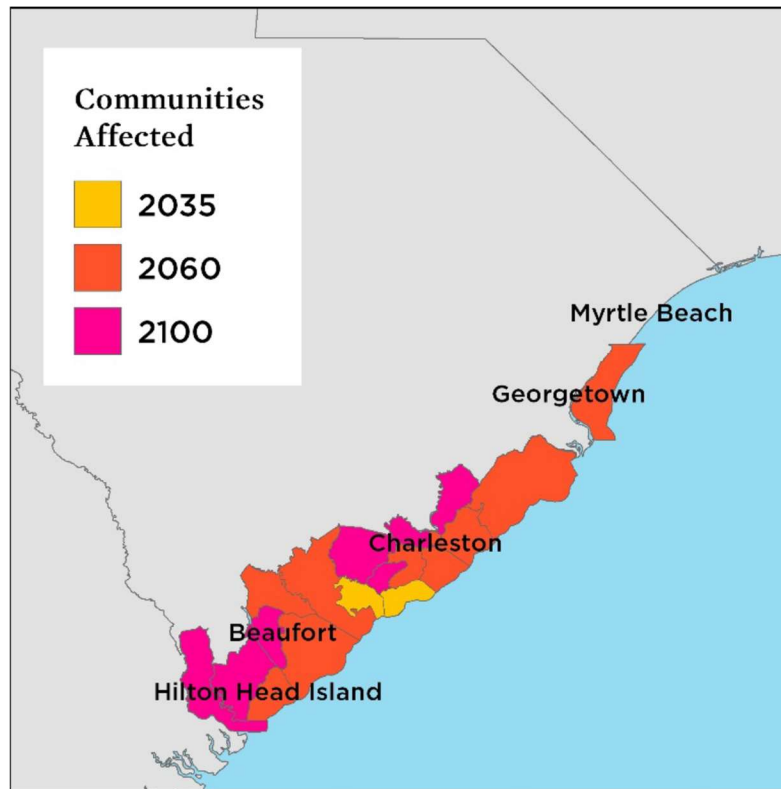 Communities
Affected
2035
2060
2100
Myrtle Beach
Georgetown
Charleston
Beaufort
Hilton Head Island